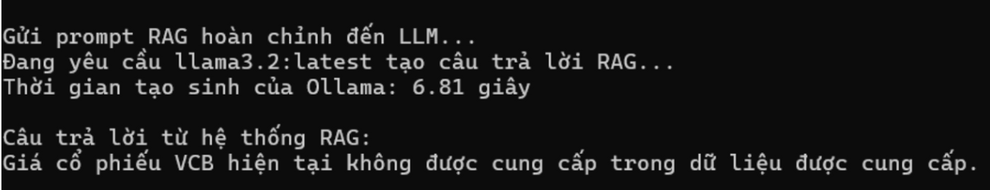 Gửi prompt RAG hoàn chỉnh đến LLM...
Đang yêu cầu llama3.2:latest tạo câu trả lời RAG...
Thời gian tạo sinh của Ollama: 6.81 giây
Câu trả lời từ hệ thống RAG:
Giá cổ phiếu VCB hiện tại không được cung cấp trong dữ liệu được cung cấp.